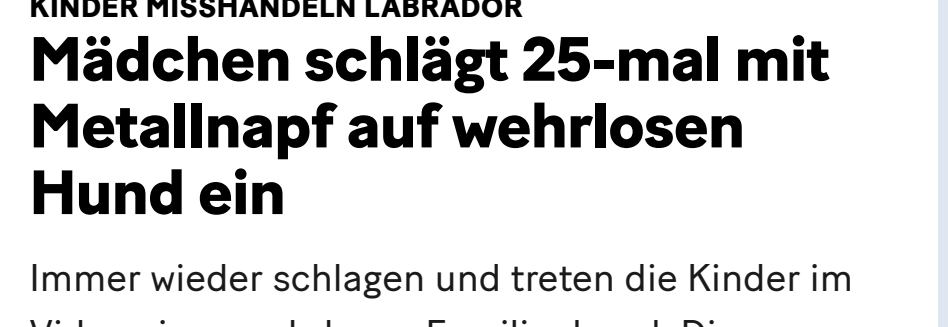 KINDER MISSHANDELN LABRADOR
Mädchen schlägt 25-mal mit
Metallnapf auf wehrlosen
Hund ein
Immer wieder schlagen und treten die Kinder im